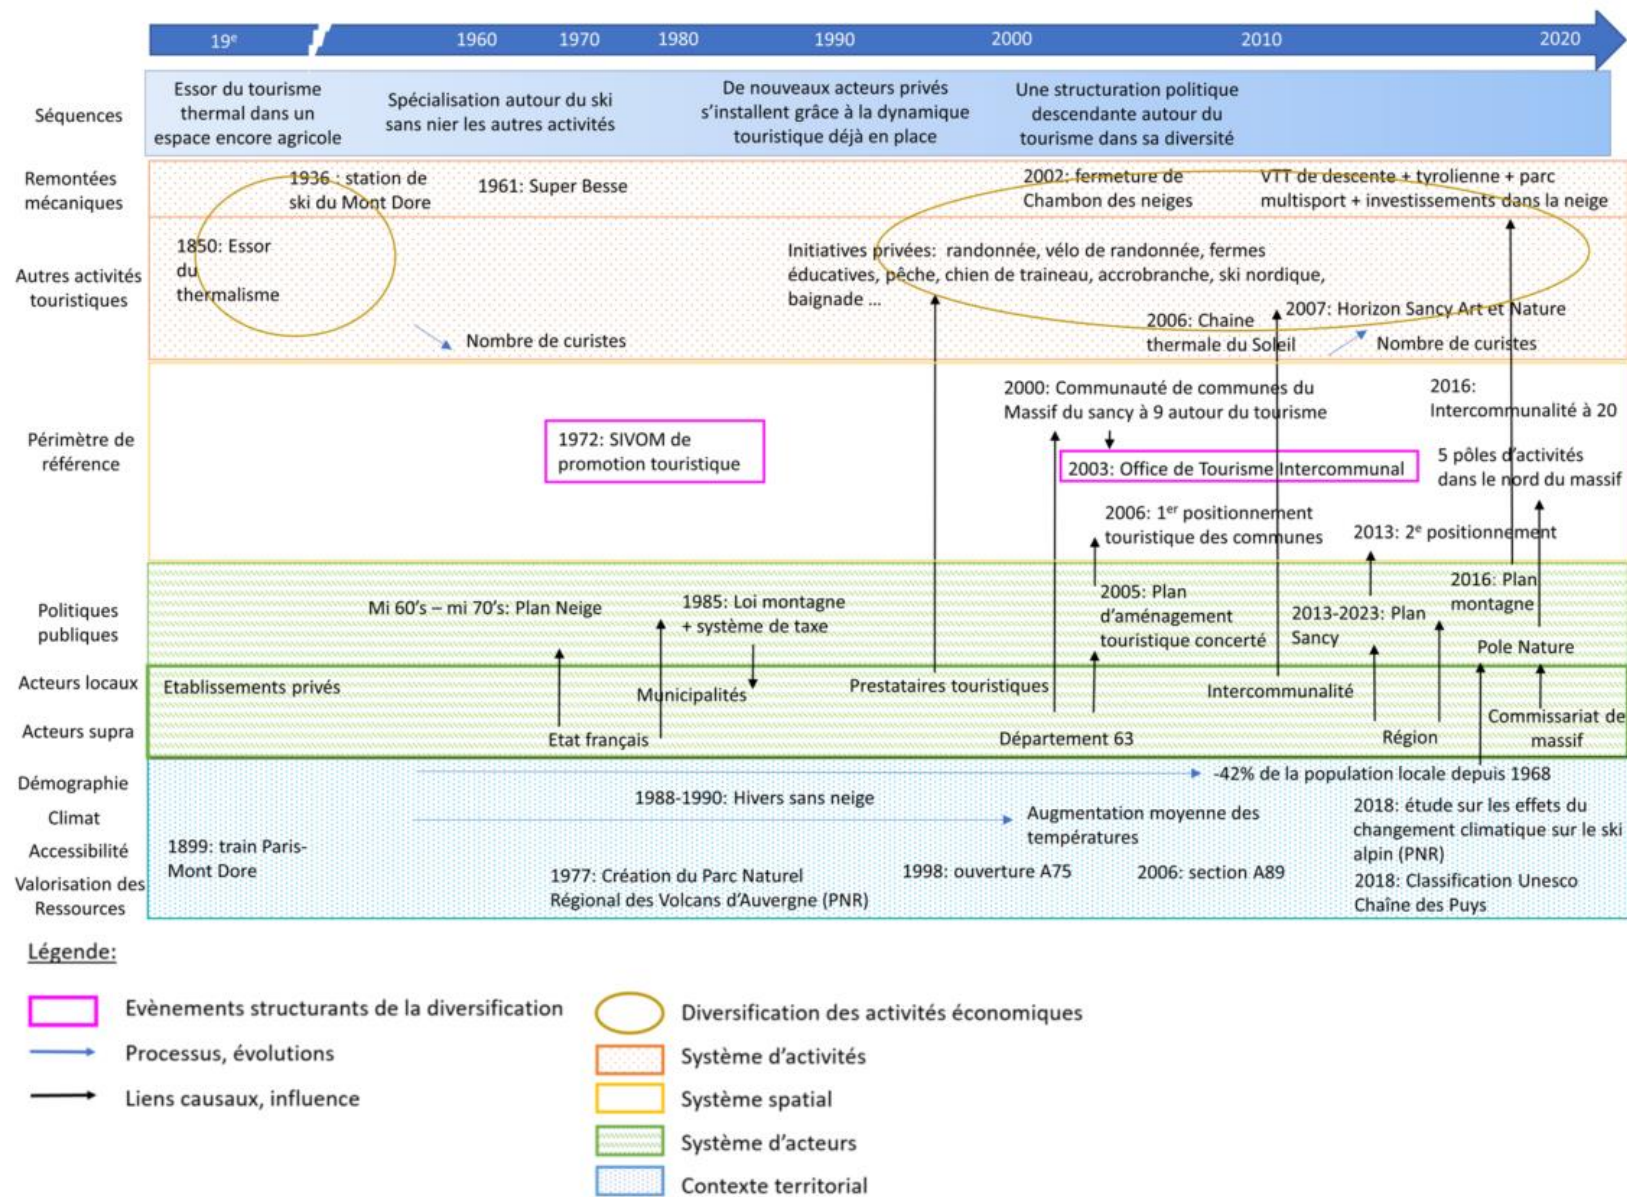 19e
1960
1970
1980
1990
2000
2010
2020
Séquences
Essor du tourisme
thermal dans un
espace encore agricole
Spécialisation autour du ski
sans nier les autres activités
De nouveaux acteurs privés
s'installent grâce à la dynamique
touristique déjà en place
Une structuration politique
descendante autour du
tourisme dans sa diversité
Remontées
mécaniques
1936 : station de
ski du Mont Dore
1961: Super Besse
2002: fermeture de
Chambon des neiges
VTT de descente + tyrolienne + parc
multisport + investissements dans la neige
Autres activités
touristiques
1850: Essor
du
thermalisme
Nombre de curistes
Initiatives privées: randonnée, vélo de randonnée, fermes
éducatives, pêche, chien de traineau, accrobranche, ski nordique,
baignade ...
2006: Chaine
thermale du Soleil
2007: Horizon Sancy Art et Nature
Nombre de curistes
Périmètre de
référence
1972: SIVOM de
promotion touristique
2000: Communauté de communes du
Massif du sancy à 9 autour du tourisme
2003: Office de Tourisme Intercommunal
2016:
Intercommunalité à 20
5 pôles d'activités
dans le nord du massif
2006: 1er positionnement
touristique des communes
2013: 2e positionnement
Politiques
publiques
Mi 60's – mi 70's: Plan Neige
1985: Loi montagne
+ système de taxe
2005: Plan
d'aménagement
touristique concerté
2013-2023: Plan
Sancy
2016: Plan
montagne
Pole Nature
Acteurs locaux
Etablissements privés
Municipalités
Prestataires touristiques
Intercommunalité
Acteurs supra
Etat français
Département 63
Région
Commissariat de
massif
Démographie
-42% de la population locale depuis 1968
Climat
1988-1990: Hivers sans neige
Augmentation moyenne des
températures
2018: étude sur les effets du
changement climatique sur le ski
alpin (PNR)
Accessibilité
1899: train Paris-
Mont Dore
1998: ouverture A75
2006: section A89
Valorisation des
Ressources
1977: Création du Parc Naturel
Régional des Volcans d'Auvergne (PNR)
2018: Classification Unesco
Chaîne des Puys
Légende:
Evènements structurants de la diversification
Processus, évolutions
Liens causaux, influence
Diversification des activités économiques
Système d'activités
Système spatial
Système d'acteurs
Contexte territorial